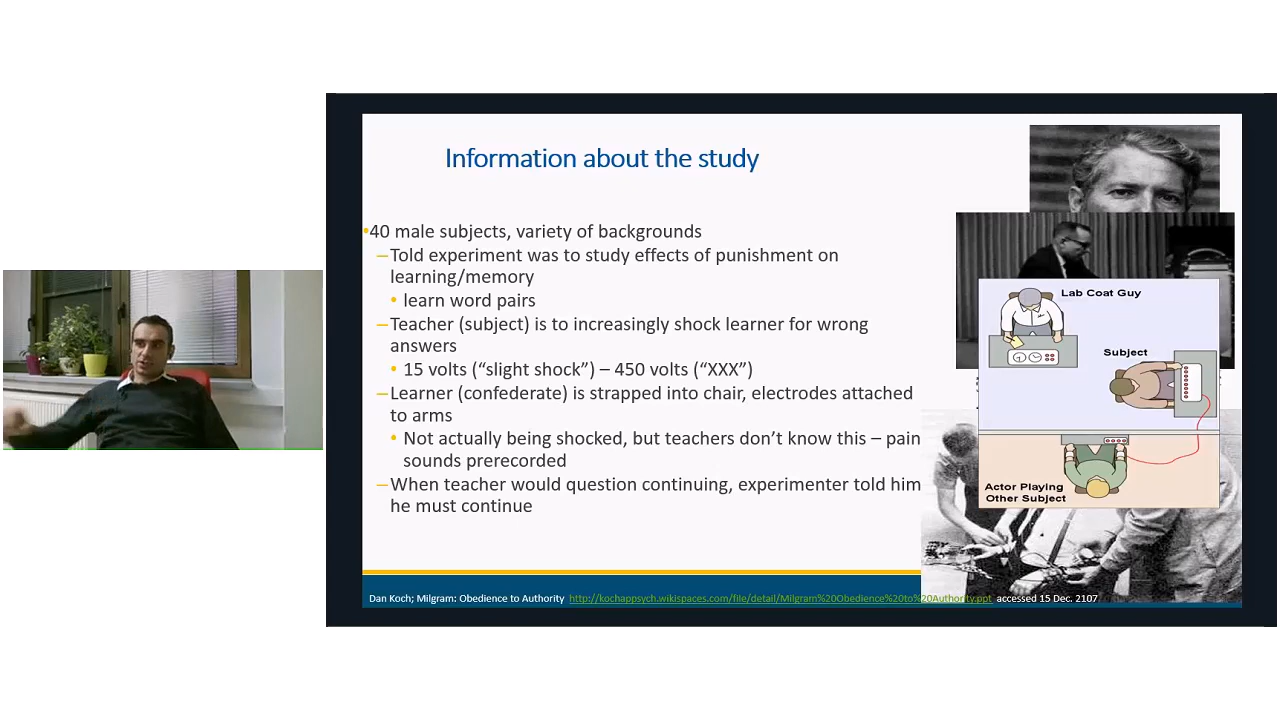 Information about the study
•40 male subjects, variety of backgrounds
–Told experiment was to study effects of punishment on
learning/memory
• learn word pairs
–Teacher (subject) is to increasingly shock learner for wrong
answers
• 15 volts (“slight shock”) – 450 volts (“XXX”)
–Learner (confederate) is strapped into chair, electrodes attached
to arms
• Not actually being shocked, but teachers don’t know this – pain
sounds prerecorded
–When teacher would question continuing, experimenter told him
he must continue
Lab Coat Guy
Subject
Actor Playing
Other Subject
Dan Koch; Milgram: Obedience to Authority http://kochappsych.wikispaces.com/file/detail/Milgram%20Obedience%20to%20Authority.ppt accessed 15 Dec. 2107